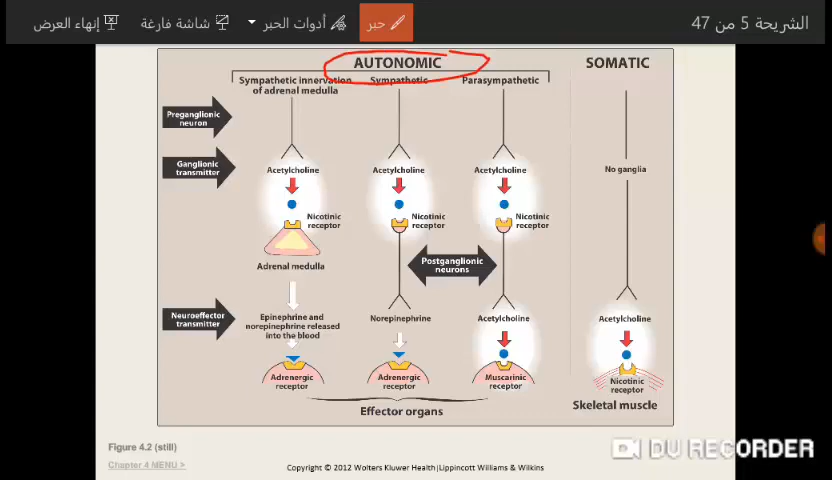 الشريحة 5 من 47
حبر
أدوات الحبر
شاشة فارغة
إنهاء العرض
AUTONOMIC
SOMATIC
Sympathetic innervation
of adrenal medulla
Sympathetic
Parasympathetic
Preganglionic
neuron
Ganglionic
transmitter
Acetylcholine
Acetylcholine
Acetylcholine
No ganglia
Nicotinic
receptor
Nicotinic
receptor
Nicotinic
receptor
Adrenal medulla
Postganglionic
neurons
Neuroeffector
transmitter
Epinephrine and
norepinephrine released
into the blood
Norepinephrine
Acetylcholine
Acetylcholine
Adrenergic
receptor
Adrenergic
receptor
Muscarinic
receptor
Nicotinic
receptor
Skeletal muscle
Effector organs
Figure 4.2 (still)
Chapter 4 MENU >
Copyright © 2012 Wolters Kluwer Health|Lippincott Williams & Wilkins
DU RECORDER